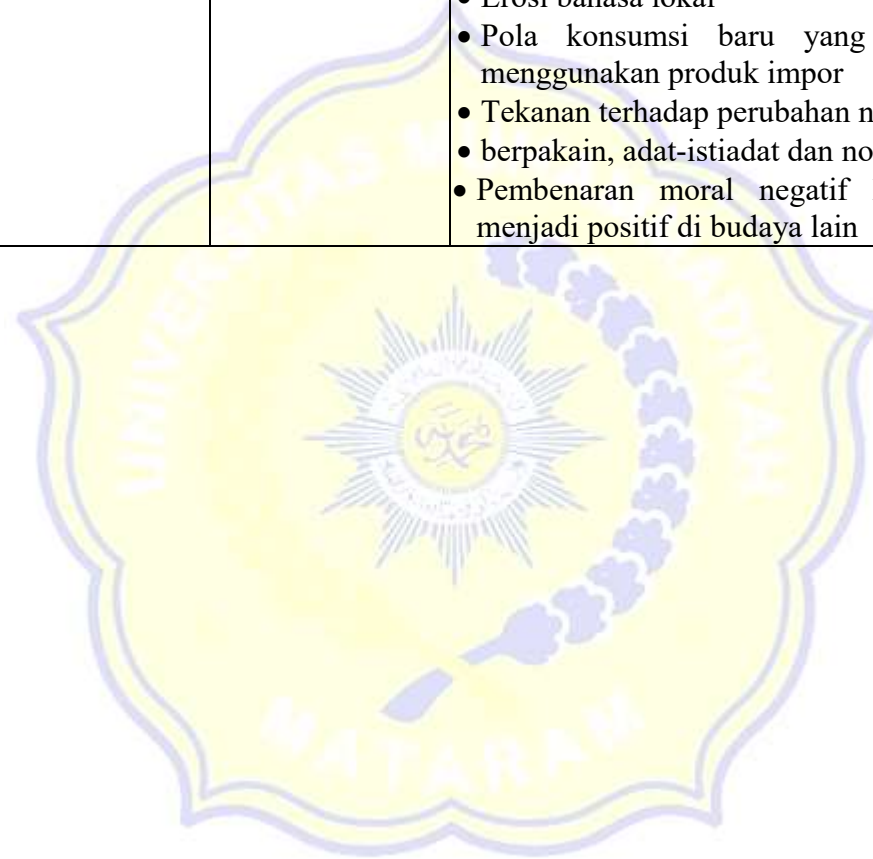 • Erosi bahasa lokal
• Pola konsumsi baru yang
menggunakan produk impor
• Tekanan terhadap perubahan
• berpakain, adat-istiadat dan
• Pembenaran moral negatif
menjadi positif di budaya lain
UNIVERSITAS MUHAMMADIYAH
MATARAM